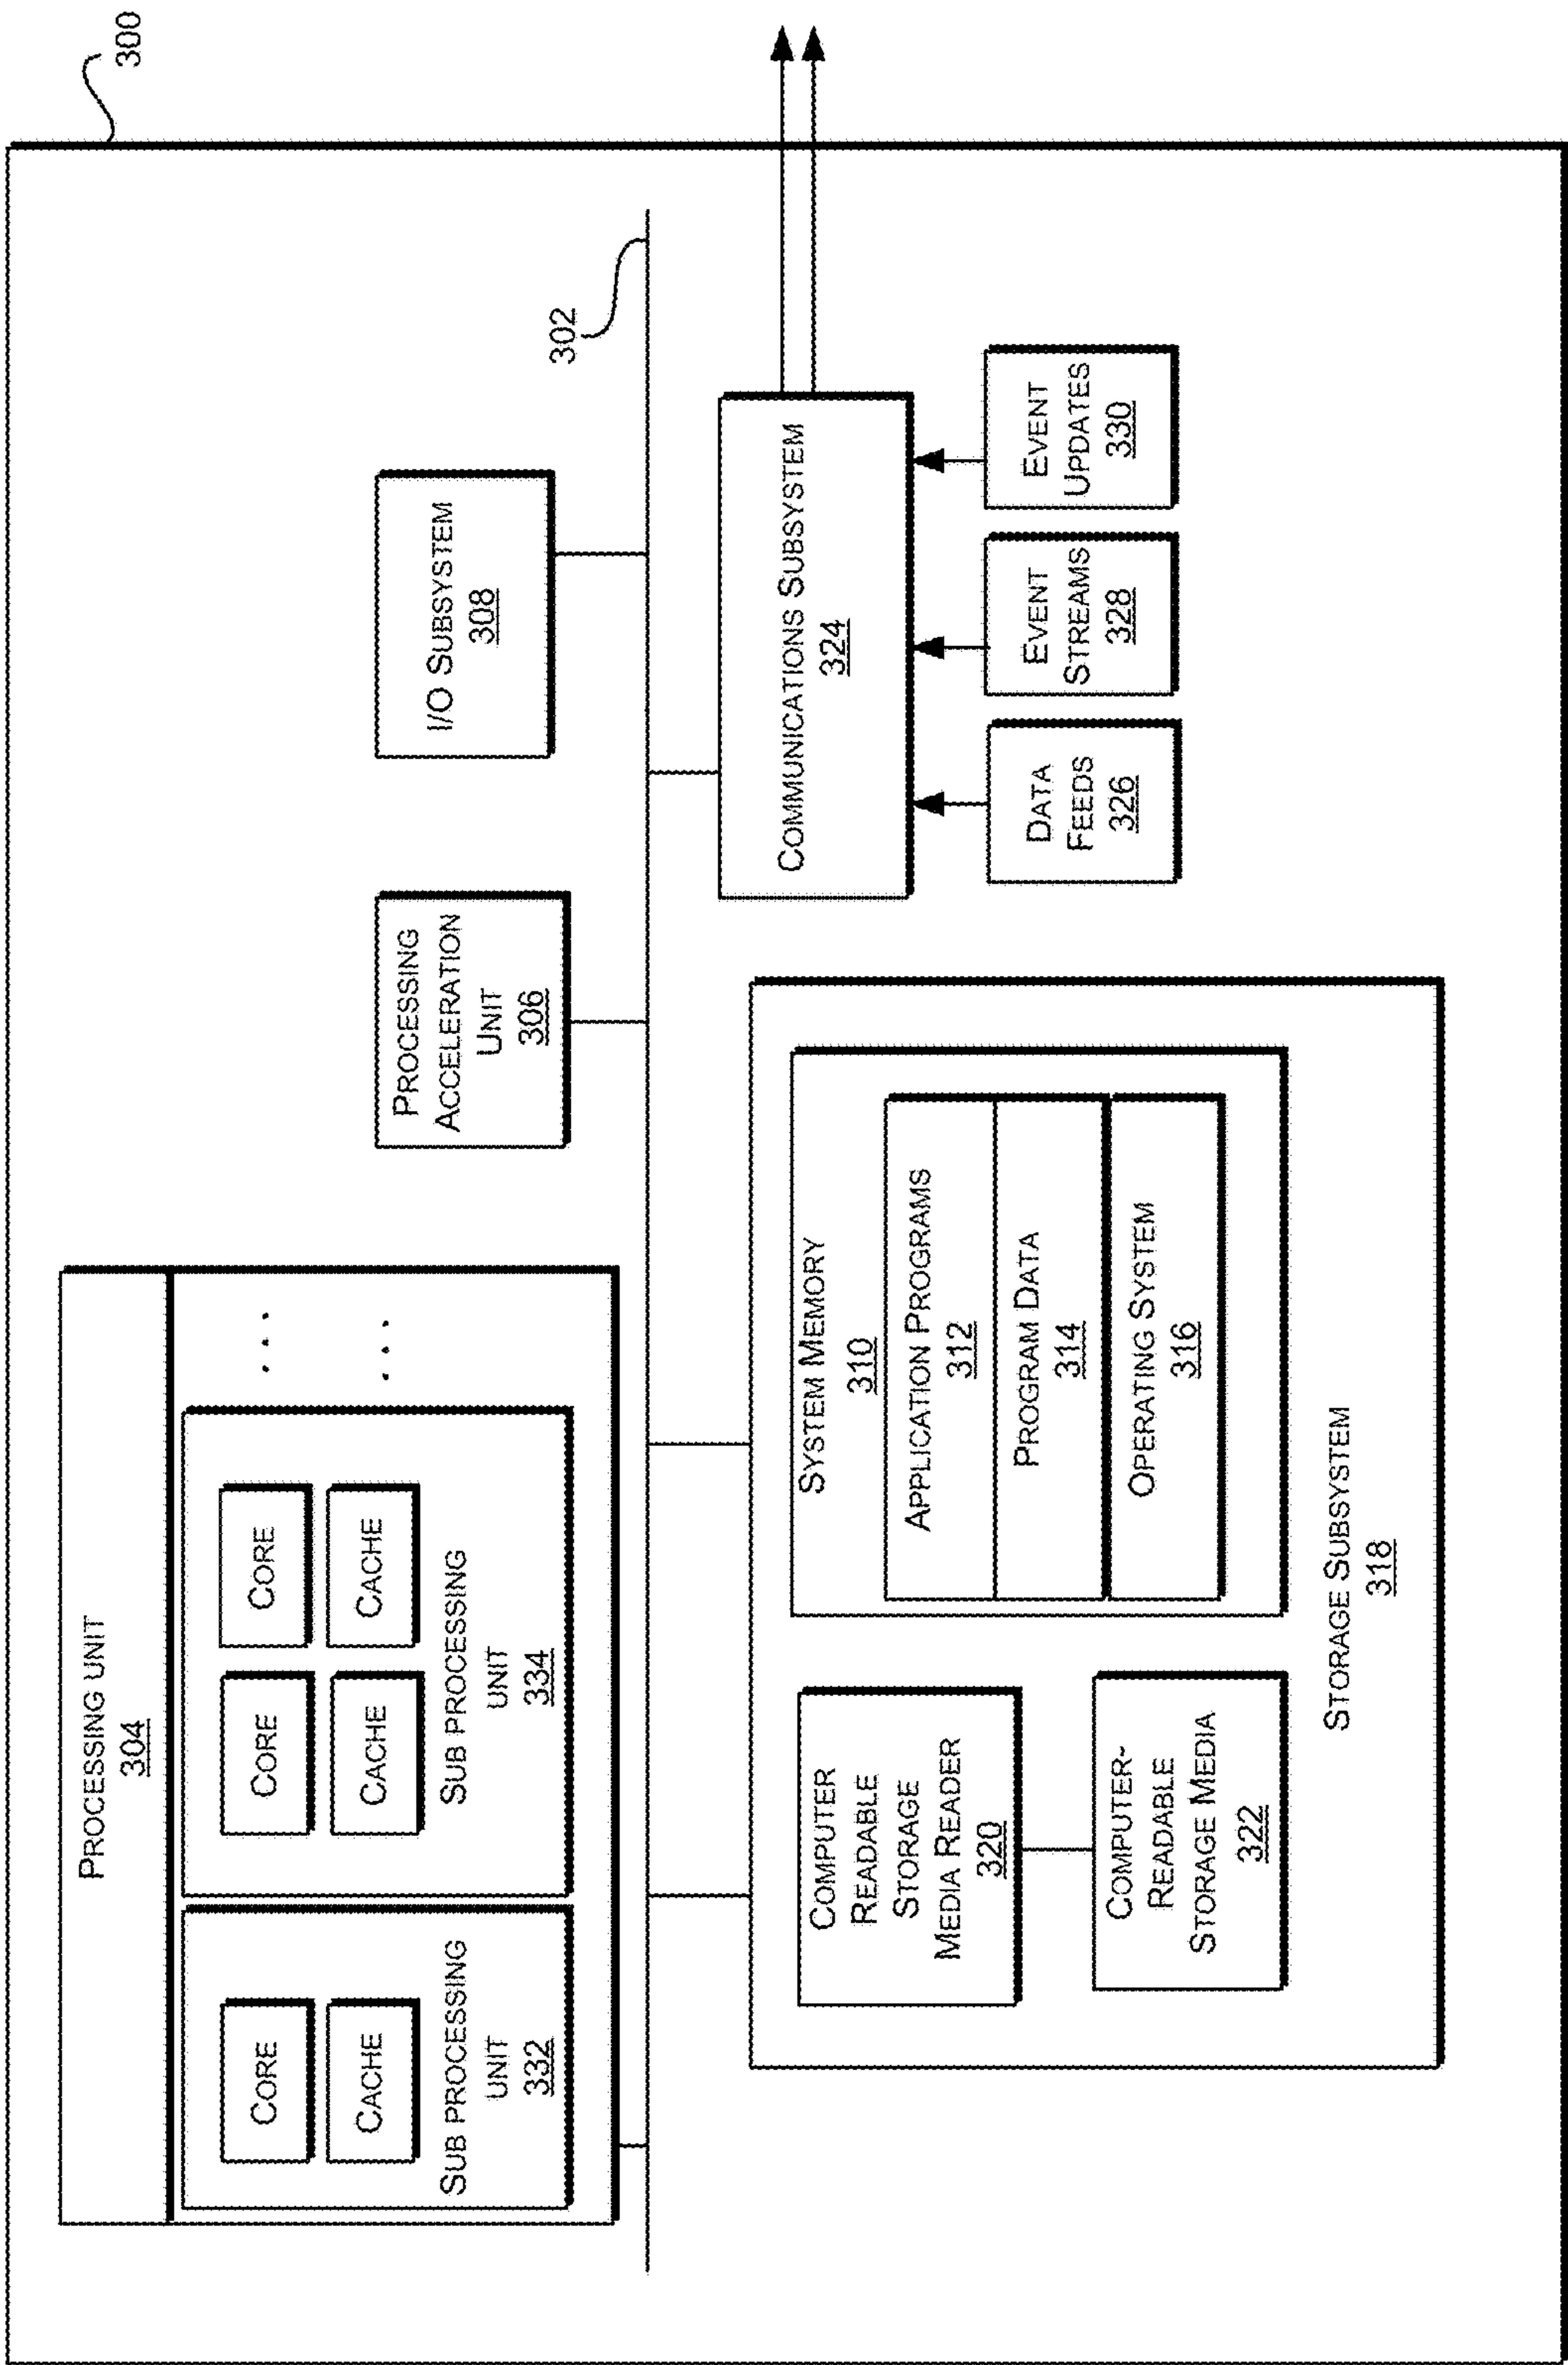 300
PROCESSING UNIT
304
CORE
CACHE
SUB PROCESSING
UNIT
332
CORE
CORE
CACHE
CACHE
SUB PROCESSING
UNIT
334
. . .
. . .
PROCESSING
ACCELERATION
UNIT
306
I/O SUBSYSTEM
308
302
COMPUTER
READABLE
STORAGE
MEDIA READER
320
COMPUTER-
READABLE
STORAGE MEDIA
322
SYSTEM MEMORY
310
APPLICATION PROGRAMS
312
PROGRAM DATA
314
OPERATING SYSTEM
316
STORAGE SUBSYSTEM
318
COMMUNICATIONS SUBSYSTEM
324
DATA
FEEDS
326
EVENT
STREAMS
328
EVENT
UPDATES
330